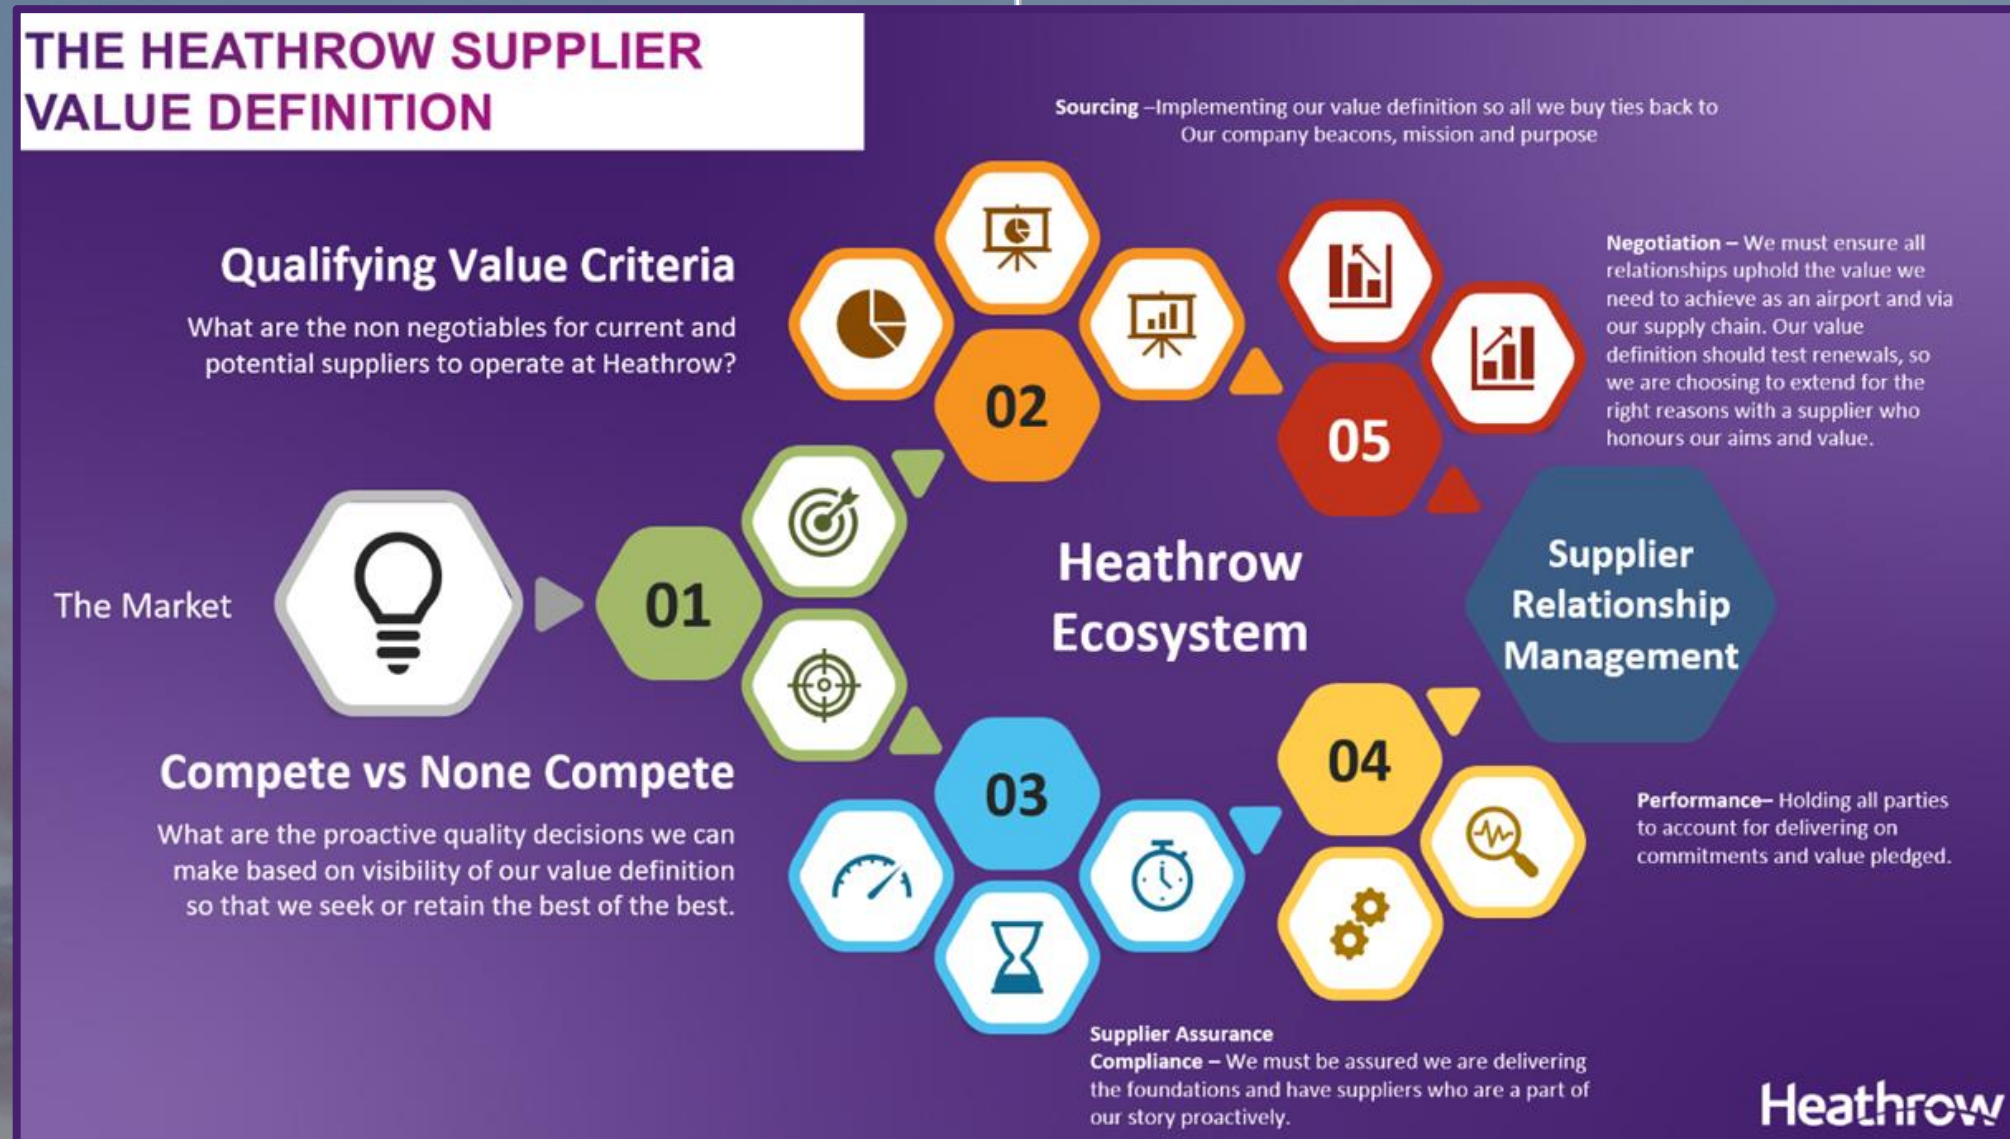 THE HEATHROW SUPPLIER
VALUE DEFINITION
Sourcing –Implementing our value definition so all we buy ties back to
Our company beacons, mission and purpose
Qualifying Value Criteria
What are the non negotiables for current and
potential suppliers to operate at Heathrow?
Negotiation – We must ensure all
relationships uphold the value we
need to achieve as an airport and via
our supply chain. Our value
definition should test renewals, so
we are choosing to extend for the
right reasons with a supplier who
honours our aims and value.
02
05
The Market
01
Heathrow
Ecosystem
Supplier
Relationship
Management
Compete vs None Compete
What are the proactive quality decisions we can
make based on visibility of our value definition
so that we seek or retain the best of the best.
03
04
Performance– Holding all parties
to account for delivering on
commitments and value pledged.
Supplier Assurance
Compliance – We must be assured we are delivering
the foundations and have suppliers who are a part of
our story proactively.
Heathrow